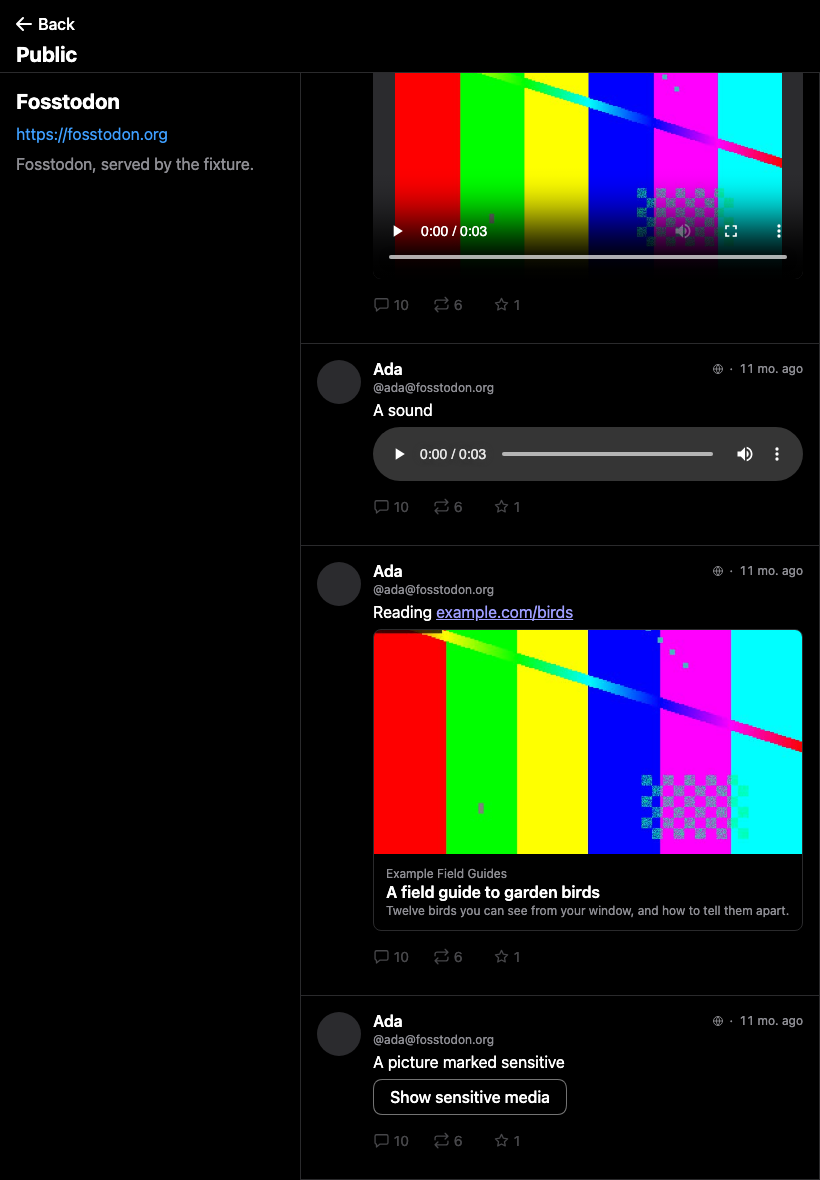 Back
Public
Fosstodon
https://fosstodon.org
Fosstodon, served by the fixture.
0:00 / 0:03
10 6 1
Ada
· 11 mo. ago
@ada@fosstodon.org
A sound
0:00 / 0:03
10 6 1
Ada
· 11 mo. ago
@ada@fosstodon.org
Reading example.com/birds
Example Field Guides
A field guide to garden birds
Twelve birds you can see from your window, and how to tell them apart.
10 6 1
Ada
· 11 mo. ago
@ada@fosstodon.org
A picture marked sensitive
Show sensitive media
10 6 1